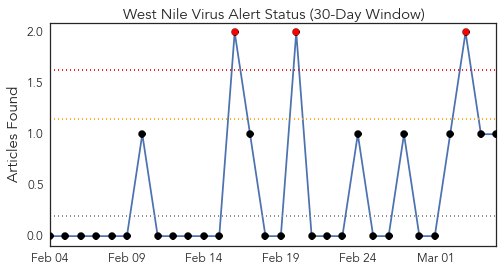 West Nile Virus Alert Status (30-Day Window)
Articles Found
2.0
1.5
1.0
0.5
0.0
Feb 04 Feb 09 Feb 14 Feb 19 Feb 24 Mar 01